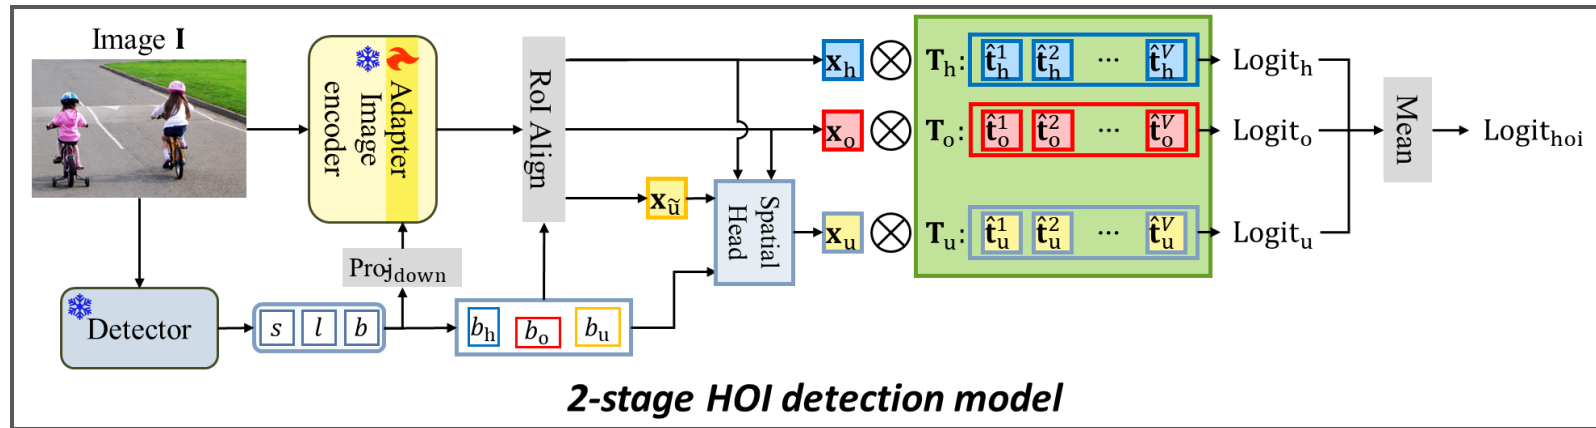 Image I
Adapter
Image
encoder
RoI Align
x_h ⊗ T_h: t̂_h^1 t̂_h^2 ⋯ t̂_h^V Logit_h
x_o ⊗ T_o: t̂_o^1 t̂_o^2 ⋯ t̂_o^V Logit_o
Mean
Logit_hoi
x_ũ
Spatial
Head
x_u ⊗ T_u: t̂_u^1 t̂_u^2 ⋯ t̂_u^V Logit_u
Proj_down
Detector
s l b
b_h b_o b_u
2-stage HOI detection model